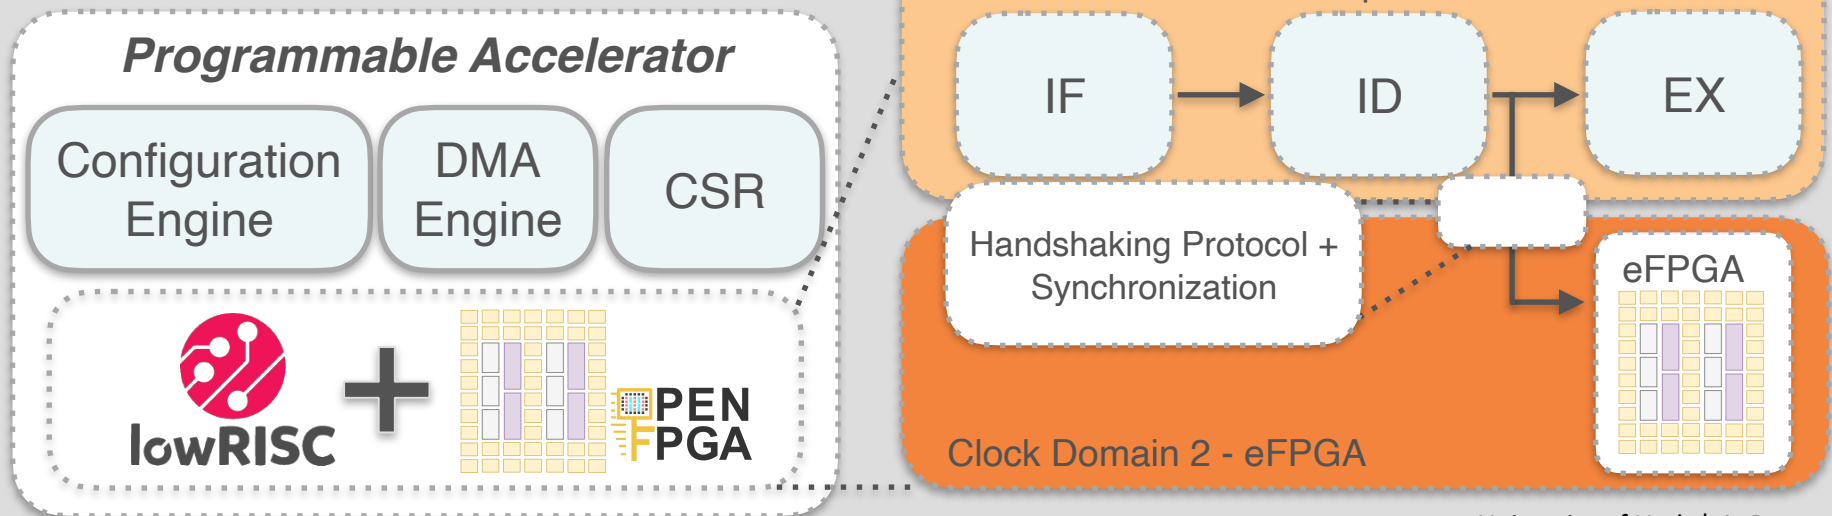 Programmable Accelerator
Configuration
Engine
DMA
Engine
CSR
lowRISC
OPEN
FPGA
IF
ID
EX
Handshaking Protocol +
Synchronization
eFPGA
Clock Domain 2 - eFPGA